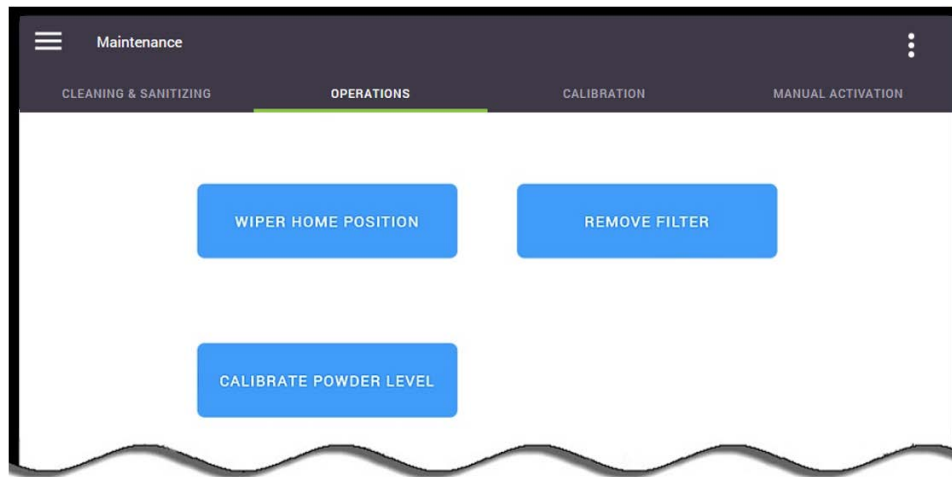 Maintenance
CLEANING & SANITIZING OPERATIONS CALIBRATION MANUAL ACTIVATION
WIPER HOME POSITION REMOVE FILTER
CALIBRATE POWDER LEVEL